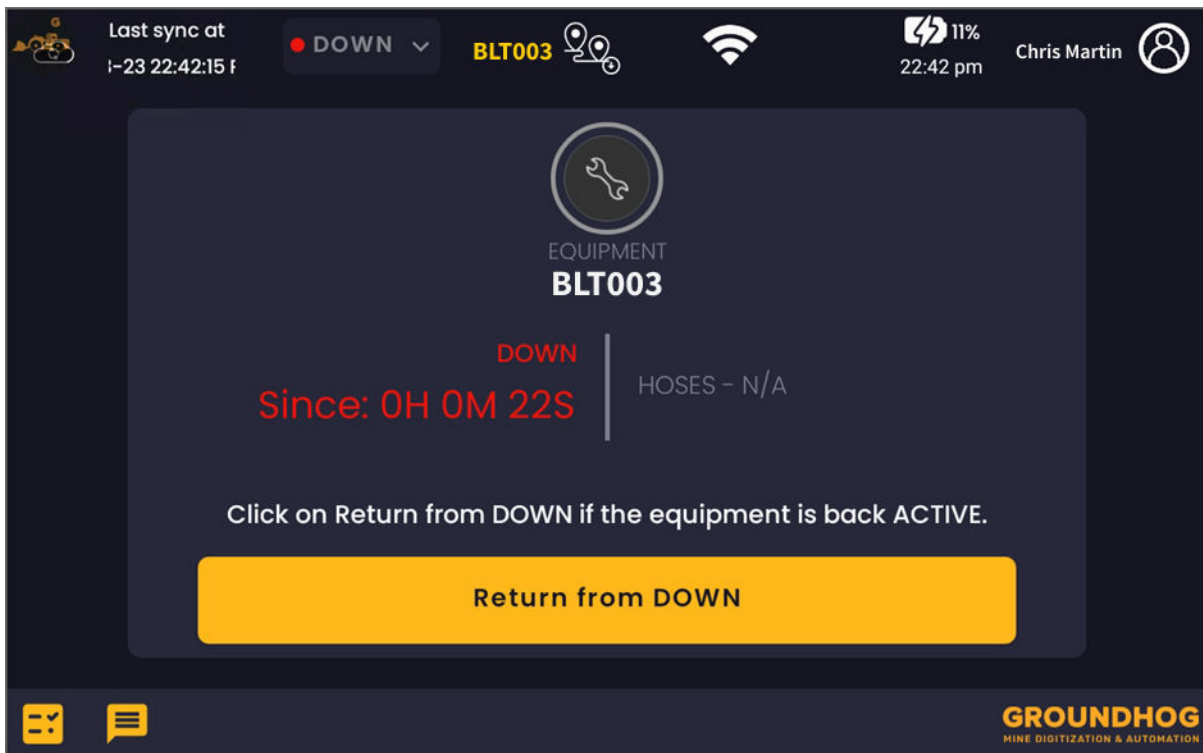 G
Last sync at
-23 22:42:15
DOWN
BLT003
11%
22:42 pm
Chris Martin
EQUIPMENT
BLT003
DOWN
Since: 0H 0M 22S
HOSES - N/A
Click on Return from DOWN if the equipment is back ACTIVE.
Return from DOWN
GROUNDHOG
MINE DIGITIZATION & AUTOMATION